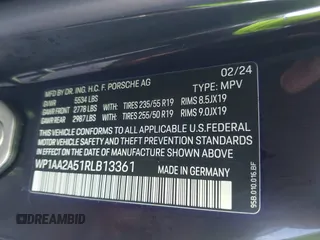 02/24
MFD. BY DR. ING. H.C. F. PORSCHE AG
TYPE: MPV
GVWR 5534 LBS
GAWR FRONT 2778 LBS WITH TIRES 235/55 R19 RIMS 8.5JX19
GAWR REAR 2987 LBS WITH TIRES 255/50 R19 RIMS 9.0JX19
THIS VEHICLE CONFORMS TO ALL APPLICABLE U.S.FEDERAL
MOTOR VEHICLE SAFETY AND THEFT PREVENTION
STANDARDS IN EFFECT ON THE DATE OF MANUFACTURE SHOWN ABOVE.
WP1AA2A51RLB13361
MADE IN GERMANY
95B.010.016.BF
AUTOBIDMASTER